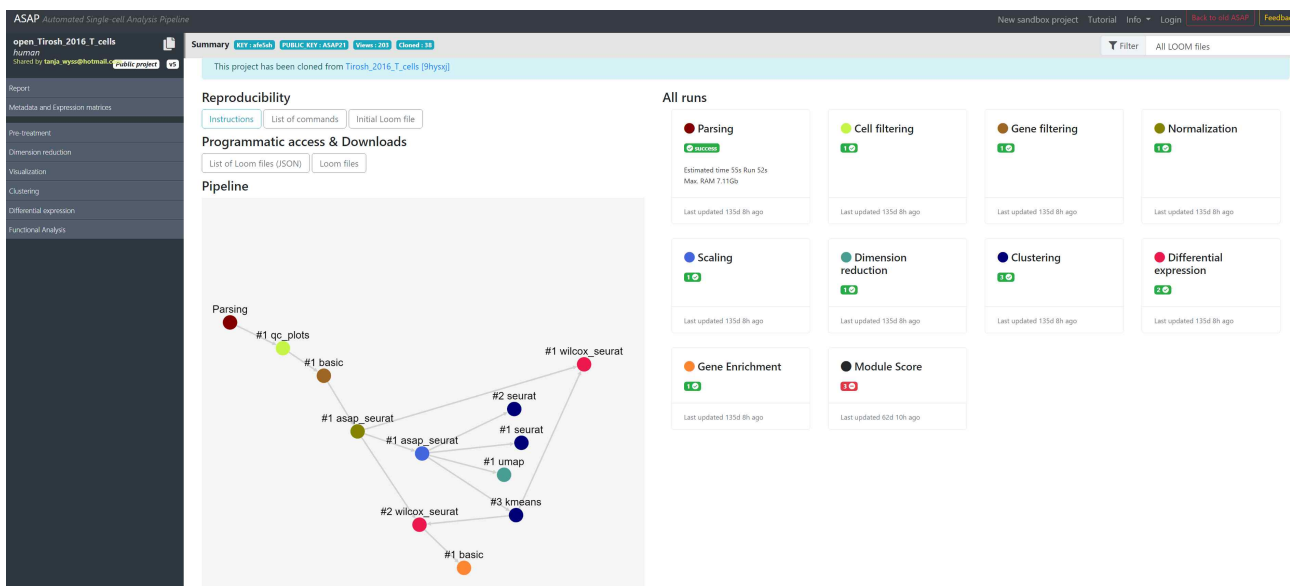 ASAP Automated Single-cell Analysis Pipeline
New sandbox project Tutorial Info Login Back to old ASAP Feedba
open_Tirosh_2016_T_cells
human
Shared by tanja_wyss@hotmail.c
Public project v5
Summary KEY : afe5sh PUBLIC KEY : ASAP21 Views : 203 Cloned : 38
Filter All LOOM files
This project has been cloned from Tirosh_2016_T_cells [9hysxj]
Report
Metadata and Expression matrices
Pre-treatment
Dimension reduction
Visualization
Clustering
Differential expression
Functional Analysis
Reproducibility
Instructions List of commands Initial Loom file
Programmatic access & Downloads
List of Loom files (JSON) Loom files
Pipeline
Parsing
#1 qc_plots
#1 basic
#1 wilcox_seurat
#2 seurat
#1 asap_seurat
#1 seurat
#1 asap_seurat
#1 umap
#3 kmeans
#2 wilcox_seurat
#1 basic
All runs
Parsing
success
Estimated time 55s Run 52s
Max. RAM 7.11Gb
Last updated 135d 8h ago
Cell filtering
1
Last updated 135d 8h ago
Gene filtering
1
Last updated 135d 8h ago
Normalization
1
Last updated 135d 8h ago
Scaling
1
Last updated 135d 8h ago
Dimension
reduction
1
Last updated 135d 8h ago
Clustering
3
Last updated 135d 8h ago
Differential
expression
2
Last updated 135d 8h ago
Gene Enrichment
1
Last updated 135d 8h ago
Module Score
3
Last updated 62d 10h ago